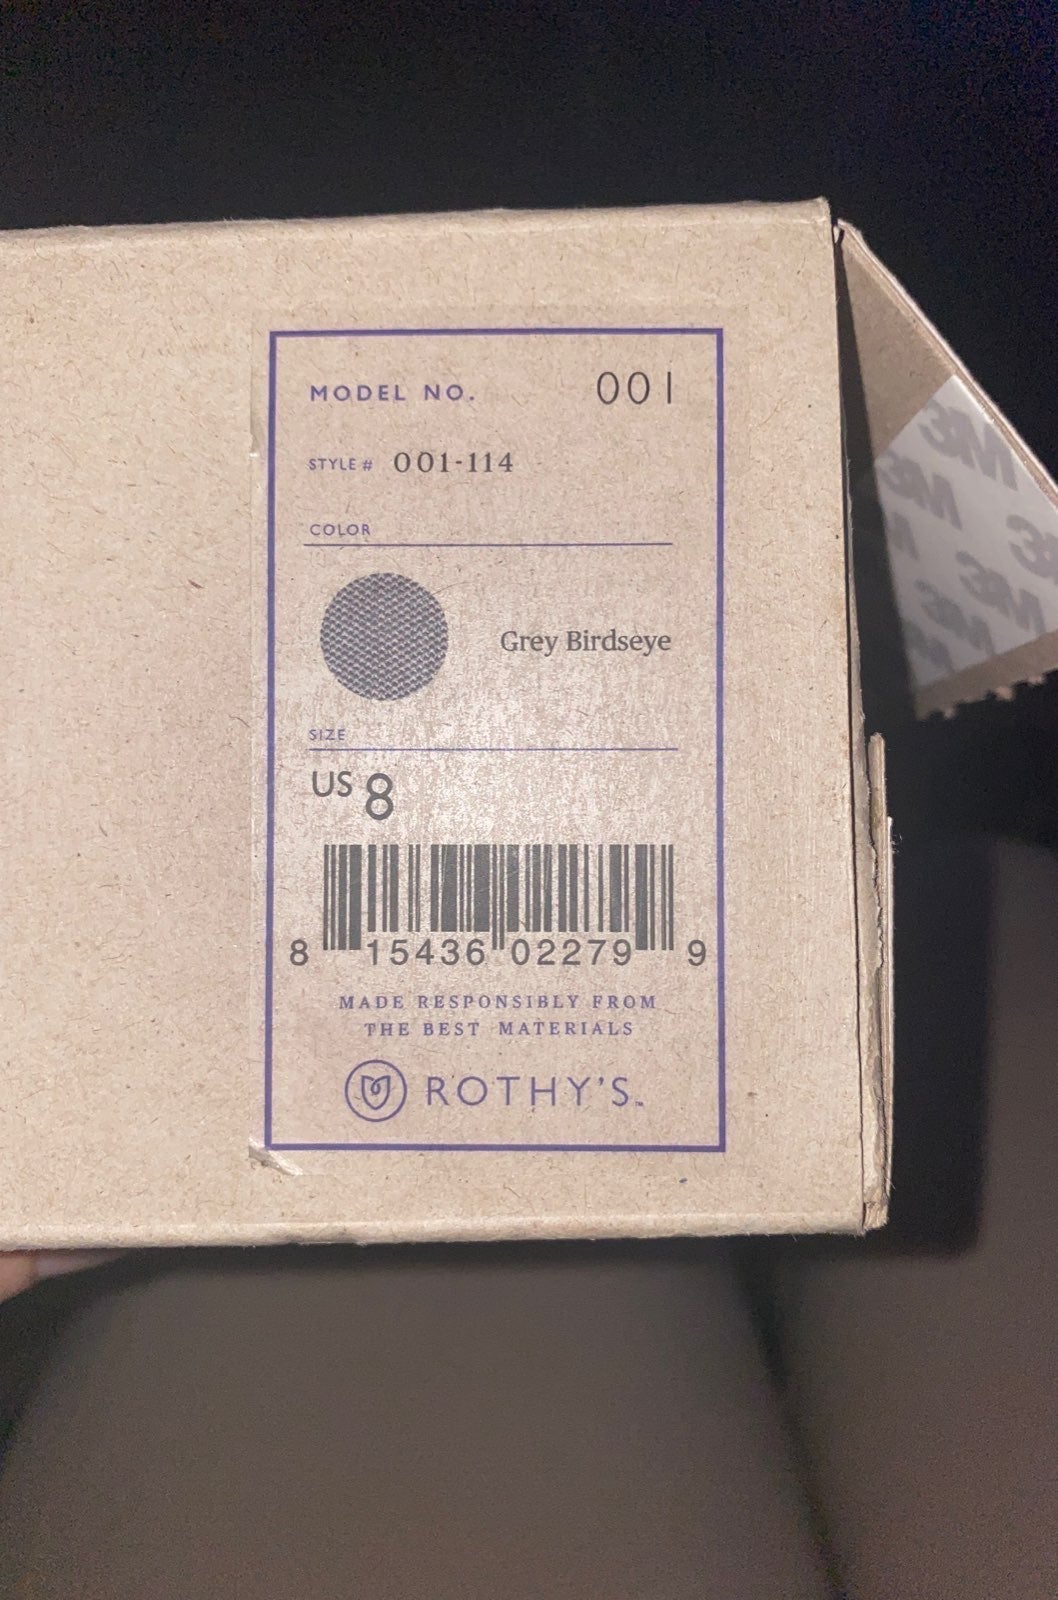 MODEL NO. 001
STYLE # 001-114
COLOR
Grey Birdseye
SIZE
US 8
8 15436 02279 9
MADE RESPONSIBLY FROM
THE BEST MATERIALS
ROTHY'S™